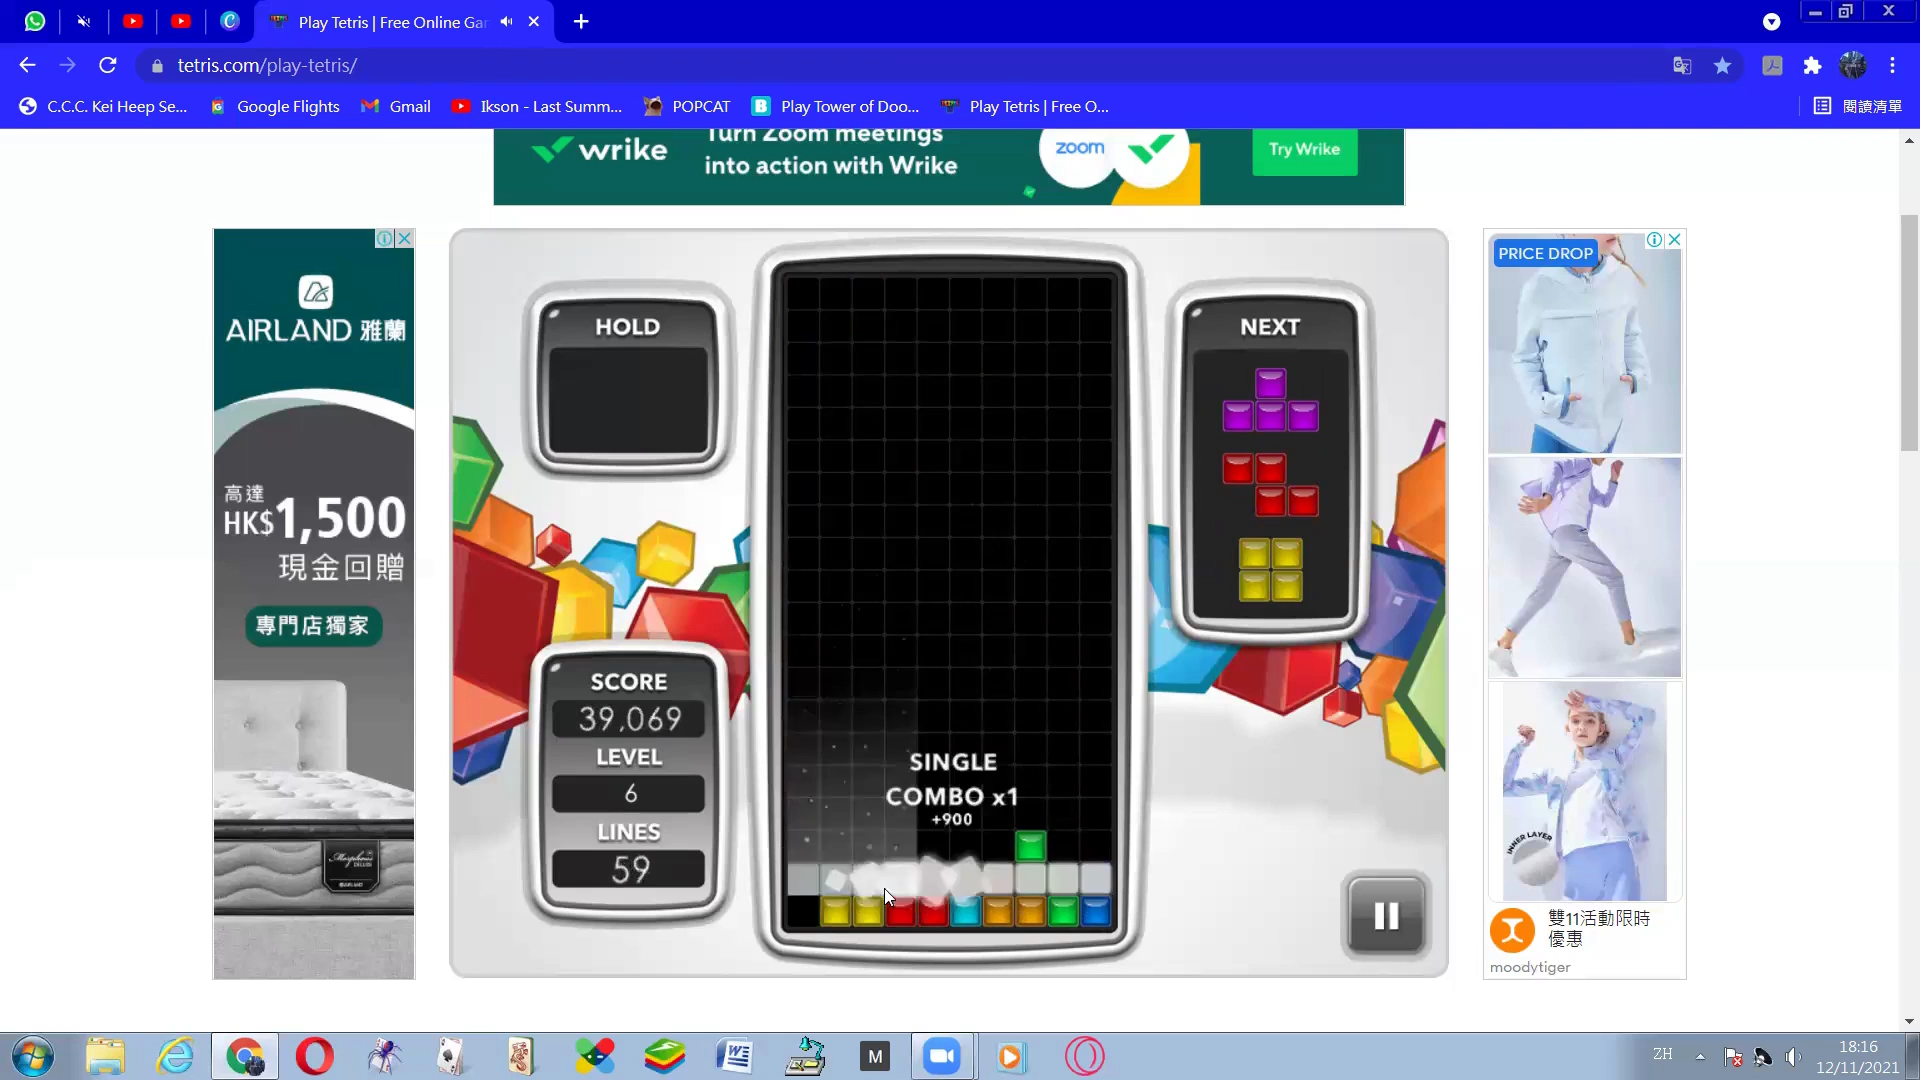 Play Tetris | Free Online Gar
tetris.com/play-tetris/
C.C.C. Kei Heep Se...
Google Flights
Gmail
Ikson - Last Summ...
POPCAT
Play Tower of Doo...
Play Tetris | Free O...
閱讀清單
wrike
Turn Zoom meetings
into action with Wrike
zoom
Try Wrike
AIRLAND 雅蘭
高達
HK$1,500
現金回贈
專門店獨家
HOLD
SCORE
39,069
LEVEL
6
LINES
59
SINGLE
COMBO x1
+900
NEXT
PRICE DROP
INNER LAYER
雙11活動限時
優惠
moodytiger
M
ZH
18:16
12/11/2021